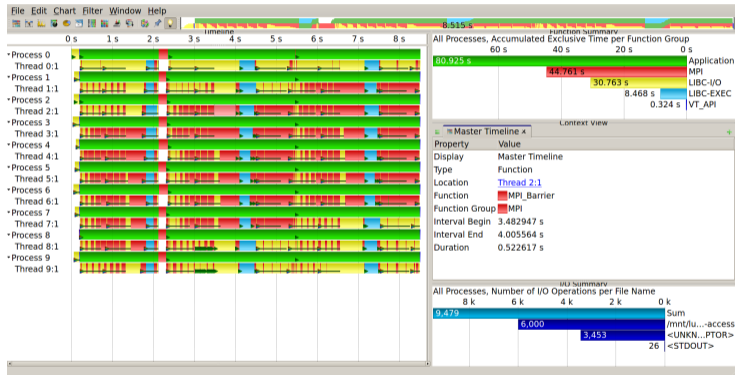 File Edit Chart Filter Window Help
8.515 s
Timeline
0 s 1 s 2 s 3 s 4 s 5 s 6 s 7 s 8 s
Process 0
Thread 0:1
Process 1
Thread 1:1
Process 2
Thread 2:1
Process 3
Thread 3:1
Process 4
Thread 4:1
Process 5
Thread 5:1
Process 6
Thread 6:1
Process 7
Thread 7:1
Process 8
Thread 8:1
Process 9
Thread 9:1
Function Summary
All Processes, Accumulated Exclusive Time per Function Group
60 s 40 s 20 s 0 s
80.925 s Application
44.761 s MPI
30.763 s LIBC-I/O
8.468 s LIBC-EXEC
0.324 s VT_API
Context View
Master Timeline
Property Value
Display Master Timeline
Type Function
Location Thread 2:1
Function MPI_Barrier
Function Group MPI
Interval Begin 3.482947 s
Interval End 4.005564 s
Duration 0.522617 s
I/O Summary
All Processes, Number of I/O Operations per File Name
8 k 6 k 4 k 2 k 0 k
9,479 Sum
6,000 /mnt/lu...-access
3,453 <UNKN...PTOR>
26 <STDOUT>